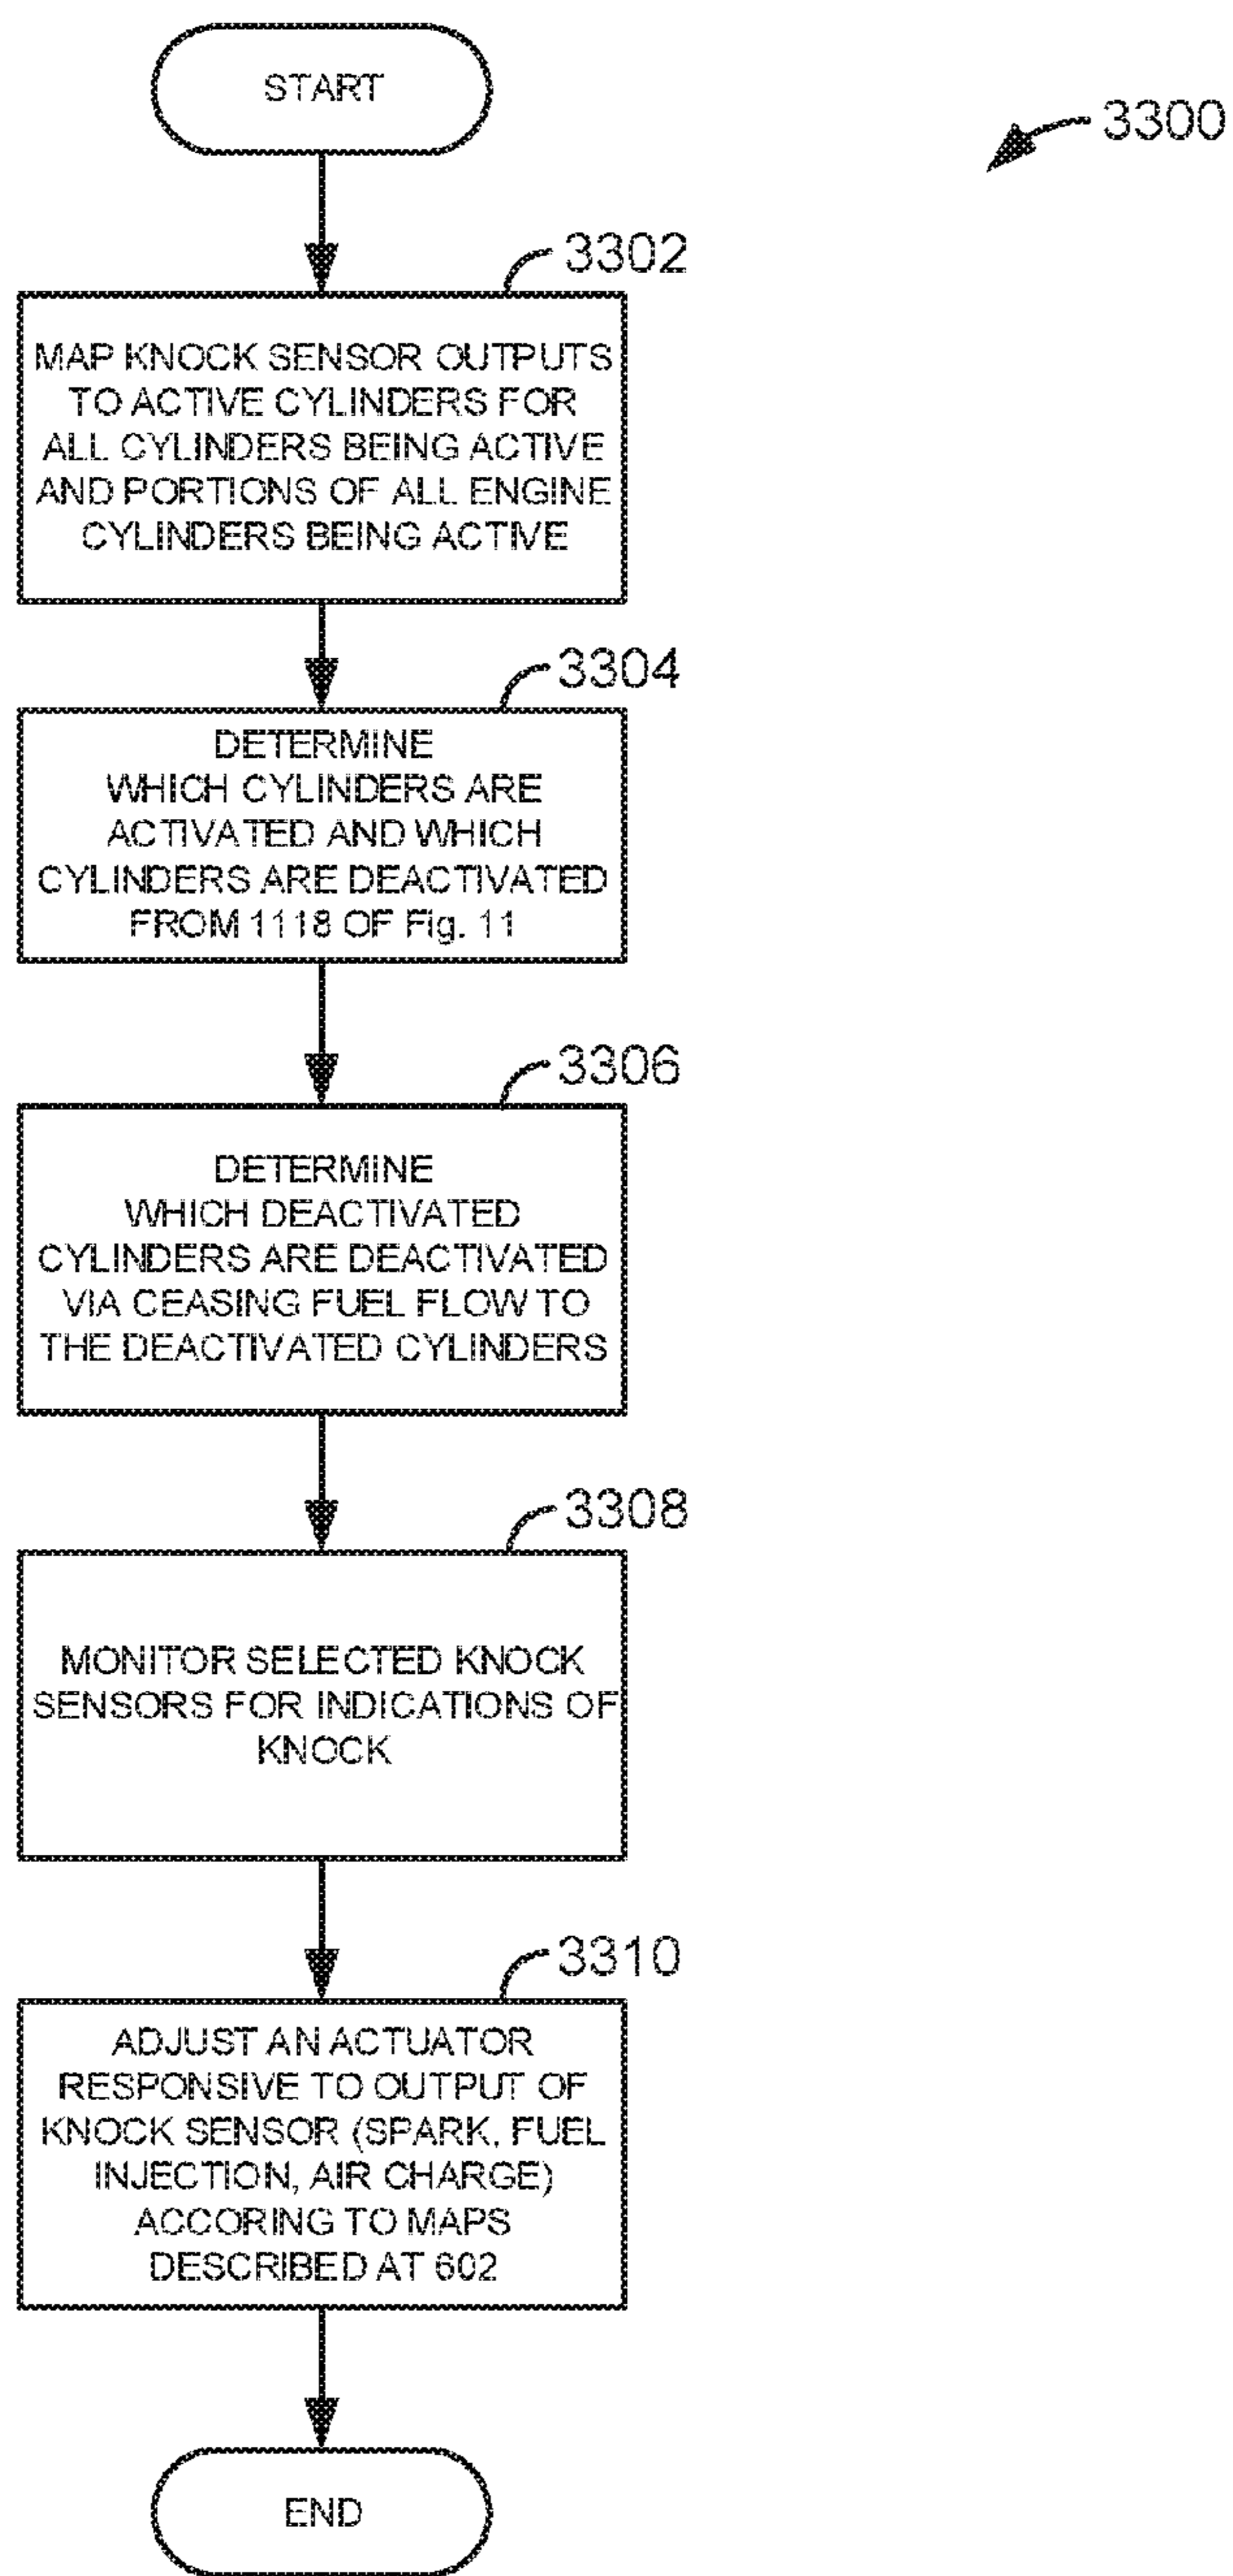 START
3300
3302
MAP KNOCK SENSOR OUTPUTS
TO ACTIVE CYLINDERS FOR
ALL CYLINDERS BEING ACTIVE
AND PORTIONS OF ALL ENGINE
CYLINDERS BEING ACTIVE
3304
DETERMINE
WHICH CYLINDERS ARE
ACTIVATED AND WHICH
CYLINDERS ARE DEACTIVATED
FROM 1118 OF Fig. 11
3306
DETERMINE
WHICH DEACTIVATED
CYLINDERS ARE DEACTIVATED
VIA CEASING FUEL FLOW TO
THE DEACTIVATED CYLINDERS
3308
MONITOR SELECTED KNOCK
SENSORS FOR INDICATIONS OF
KNOCK
3310
ADJUST AN ACTUATOR
RESPONSIVE TO OUTPUT OF
KNOCK SENSOR (SPARK, FUEL
INJECTION, AIR CHARGE)
ACCORING TO MAPS
DESCRIBED AT 602
END